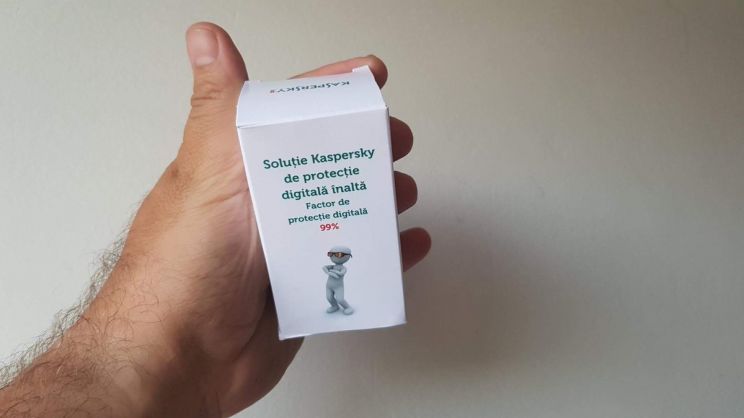 KASPERSKY
Soluție Kaspersky
de protecție
digitală înaltă
Factor de
protecție digitală
99%